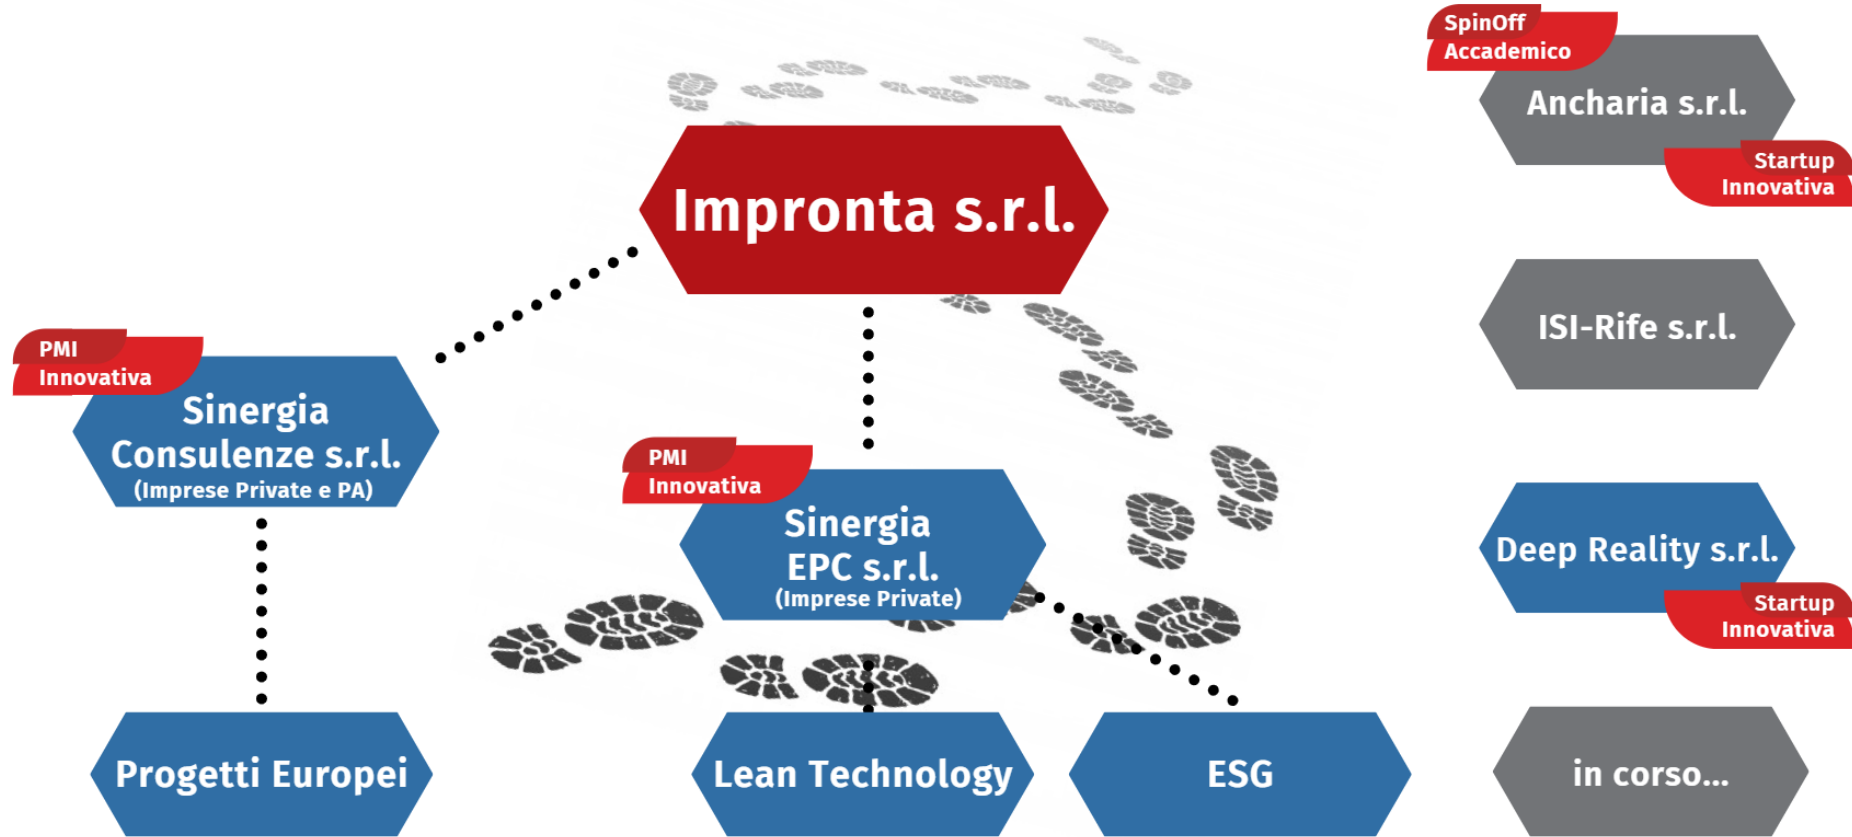 Impronta s.r.l.
PMI
Innovativa
Sinergia
Consulenze s.r.l.
(Imprese Private e PA)
PMI
Innovativa
Sinergia
EPC s.r.l.
(Imprese Private)
Progetti Europei
Lean Technology
ESG
SpinOff
Accademico
Ancharia s.r.l.
Startup
Innovativa
ISI-Rife s.r.l.
Deep Reality s.r.l.
Startup
Innovativa
in corso...